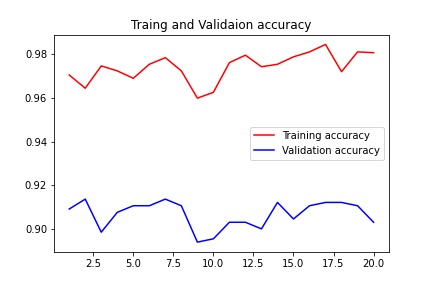 Traing and Validaion accuracy
0.98
0.96
0.94
0.92
0.90
Training accuracy
Validation accuracy
2.5 5.0 7.5 10.0 12.5 15.0 17.5 20.0